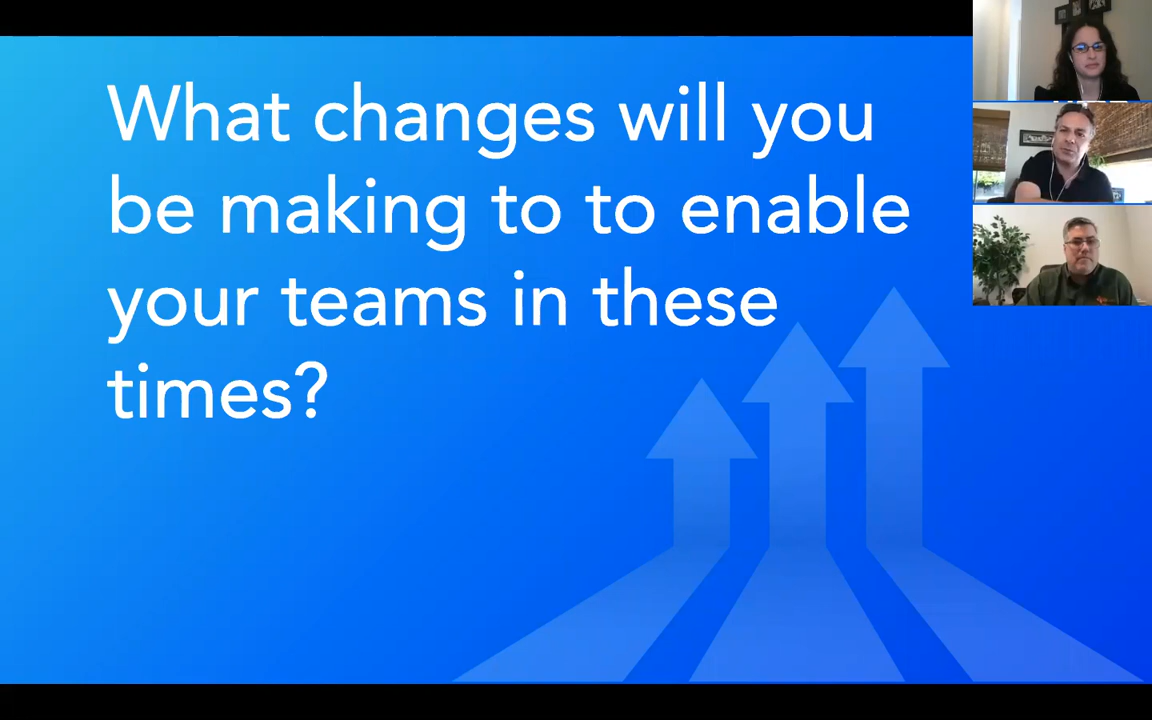 What changes will you
be making to to enable
your teams in these
times?